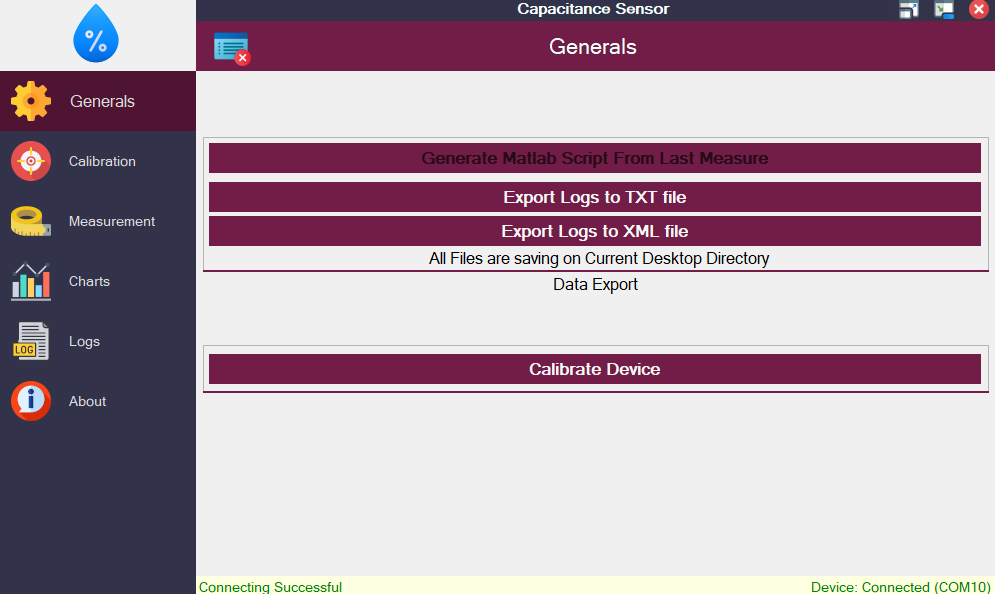 Capacitance Sensor
%
Generals
Generals
Calibration
Measurement
Charts
LOG
Logs
i
About
Generate Matlab Script From Last Measure
Export Logs to TXT file
Export Logs to XML file
All Files are saving on Current Desktop Directory
Data Export
Calibrate Device
Connecting Successful
Device: Connected (COM10)